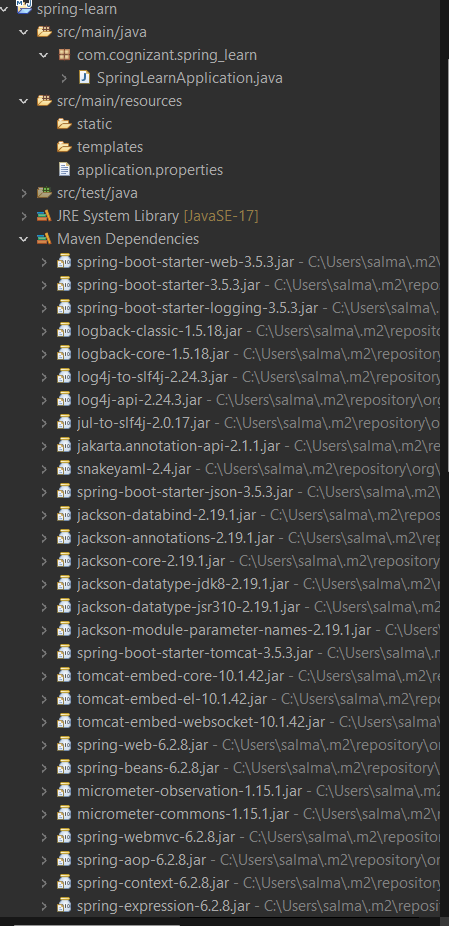 spring-learn
src/main/java
com.cognizant.spring_learn
SpringLearnApplication.java
src/main/resources
static
templates
application.properties
src/test/java
JRE System Library [JavaSE-17]
Maven Dependencies
spring-boot-starter-web-3.5.3.jar - C:\Users\salma\.m2\
spring-boot-starter-3.5.3.jar - C:\Users\salma\.m2\repo
spring-boot-starter-logging-3.5.3.jar - C:\Users\salma\.
logback-classic-1.5.18.jar - C:\Users\salma\.m2\reposito
logback-core-1.5.18.jar - C:\Users\salma\.m2\repository
log4j-to-slf4j-2.24.3.jar - C:\Users\salma\.m2\repository
log4j-api-2.24.3.jar - C:\Users\salma\.m2\repository\org
jul-to-slf4j-2.0.17.jar - C:\Users\salma\.m2\repository\o
jakarta.annotation-api-2.1.1.jar - C:\Users\salma\.m2\re
snakeyaml-2.4.jar - C:\Users\salma\.m2\repository\org\
spring-boot-starter-json-3.5.3.jar - C:\Users\salma\.m2\
jackson-databind-2.19.1.jar - C:\Users\salma\.m2\repos
jackson-annotations-2.19.1.jar - C:\Users\salma\.m2\rep
jackson-core-2.19.1.jar - C:\Users\salma\.m2\repository
jackson-datatype-jdk8-2.19.1.jar - C:\Users\salma\.m2\r
jackson-datatype-jsr310-2.19.1.jar - C:\Users\salma\.m2
jackson-module-parameter-names-2.19.1.jar - C:\Users
spring-boot-starter-tomcat-3.5.3.jar - C:\Users\salma\.n
tomcat-embed-core-10.1.42.jar - C:\Users\salma\.m2\re
tomcat-embed-el-10.1.42.jar - C:\Users\salma\.m2\repo
tomcat-embed-websocket-10.1.42.jar - C:\Users\salma\
spring-web-6.2.8.jar - C:\Users\salma\.m2\repository\or
spring-beans-6.2.8.jar - C:\Users\salma\.m2\repository\
micrometer-observation-1.15.1.jar - C:\Users\salma\.m2
micrometer-commons-1.15.1.jar - C:\Users\salma\.m2\r
spring-webmvc-6.2.8.jar - C:\Users\salma\.m2\reposito
spring-aop-6.2.8.jar - C:\Users\salma\.m2\repository\or
spring-context-6.2.8.jar - C:\Users\salma\.m2\repositor
spring-expression-6.2.8.jar - C:\Users\salma\.m2\reposi